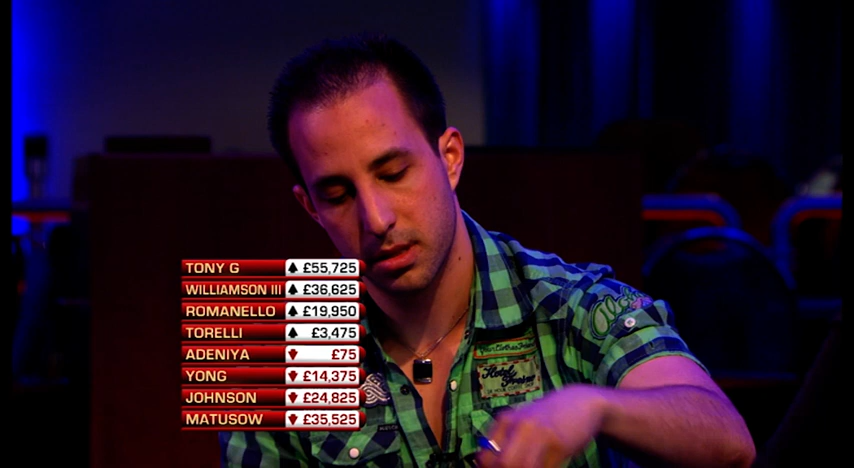 TONY G ▲ £55,725
WILLIAMSON III ▲ £36,625
ROMANELLO ▲ £19,950
TORELLI ▲ £3,475
ADENIYA ▼ £75
YONG ▼ £14,375
JOHNSON ▼ £24,825
MATUSOW ▼ £35,525